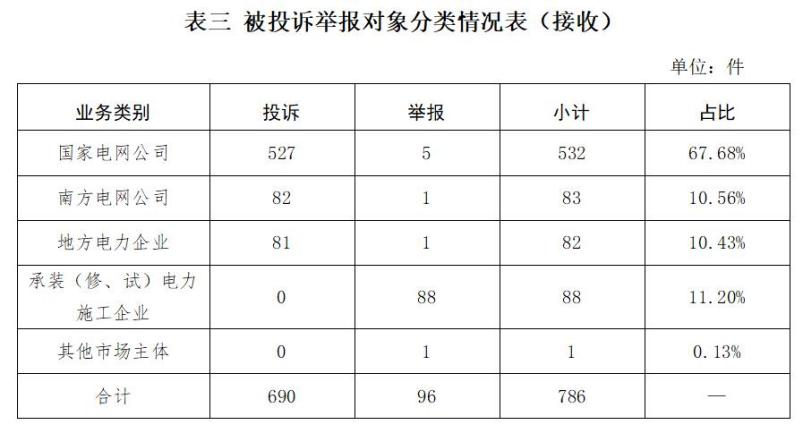 表三 被投诉举报对象分类情况表（接收）
单位：件
业务类别 投诉 举报 小计 占比
国家电网公司 527 5 532 67.68%
南方电网公司 82 1 83 10.56%
地方电力企业 81 1 82 10.43%
承装（修、试）电力
施工企业 0 88 88 11.20%
其他市场主体 0 1 1 0.13%
合计 690 96 786 —